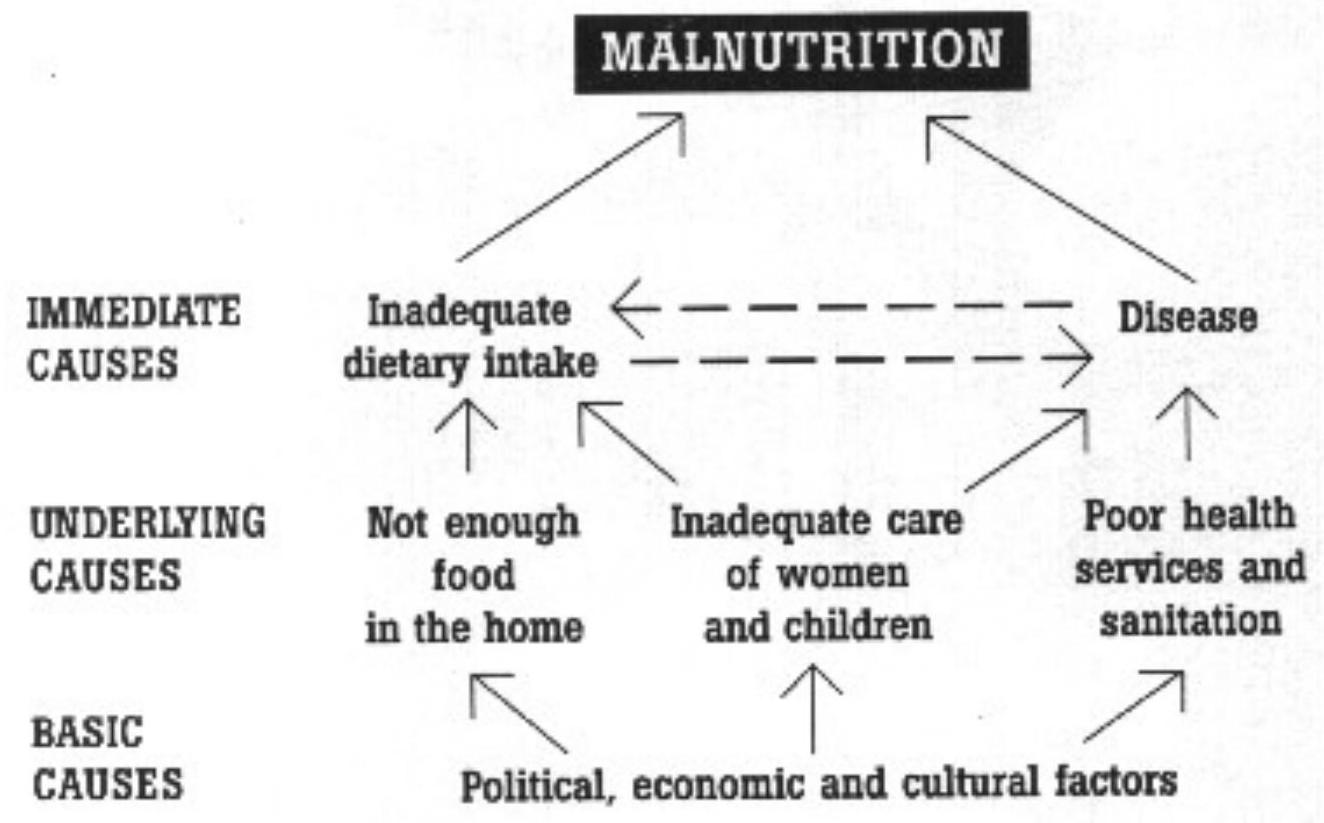 MALNUTRITION
IMMEDIATE
CAUSES
Inadequate
dietary intake
Disease
UNDERLYING
CAUSES
Not enough
food
in the home
Inadequate care
of women
and children
Poor health
services and
sanitation
BASIC
CAUSES
Political, economic and cultural factors